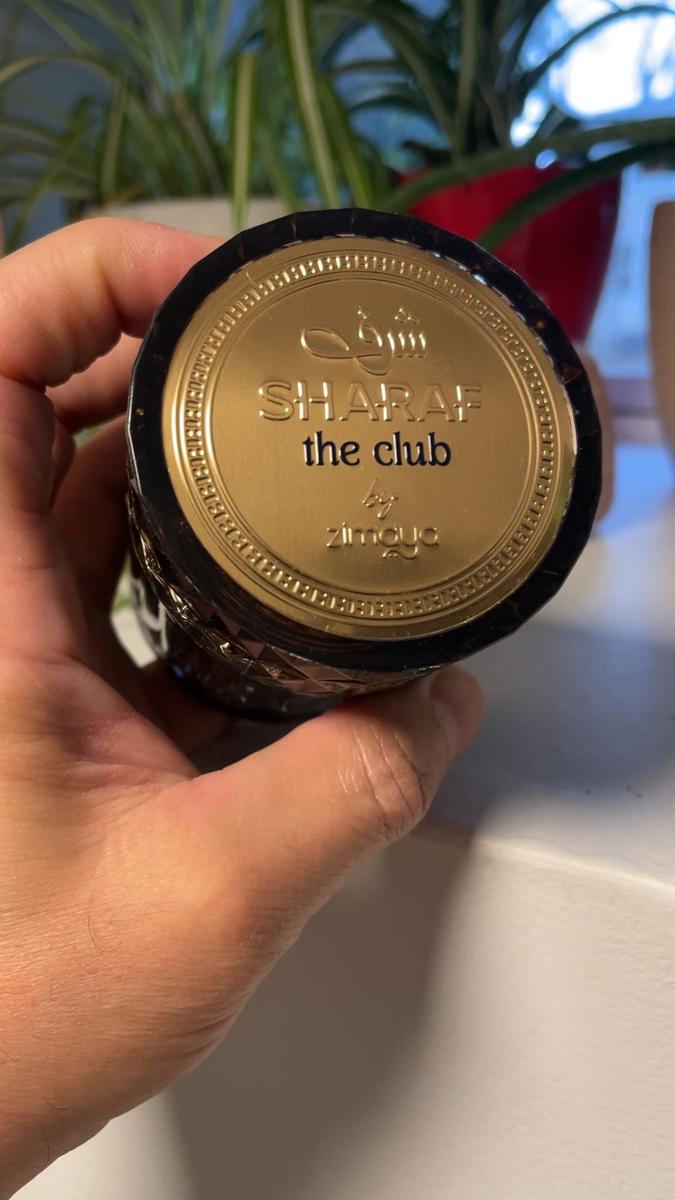 شرف
SHARAF
the club
by
zimaya